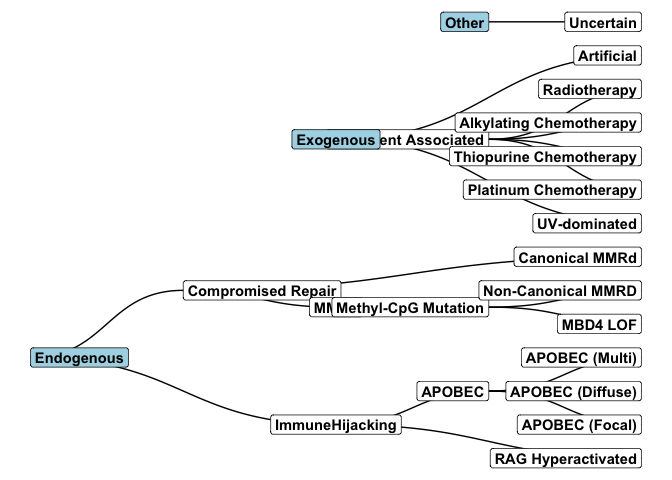 Other
Uncertain
Artificial
Radiotherapy
Alkylating Chemotherapy
Exogenous
Associated
Thiopurine Chemotherapy
Platinum Chemotherapy
UV-dominated
Canonical MMRd
Compromised Repair
Non-Canonical MMRD
Methyl-CpG Mutation
MBD4 LOF
Endogenous
APOBEC (Multi)
APOBEC
APOBEC (Diffuse)
ImmuneHijacking
APOBEC (Focal)
RAG Hyperactivated